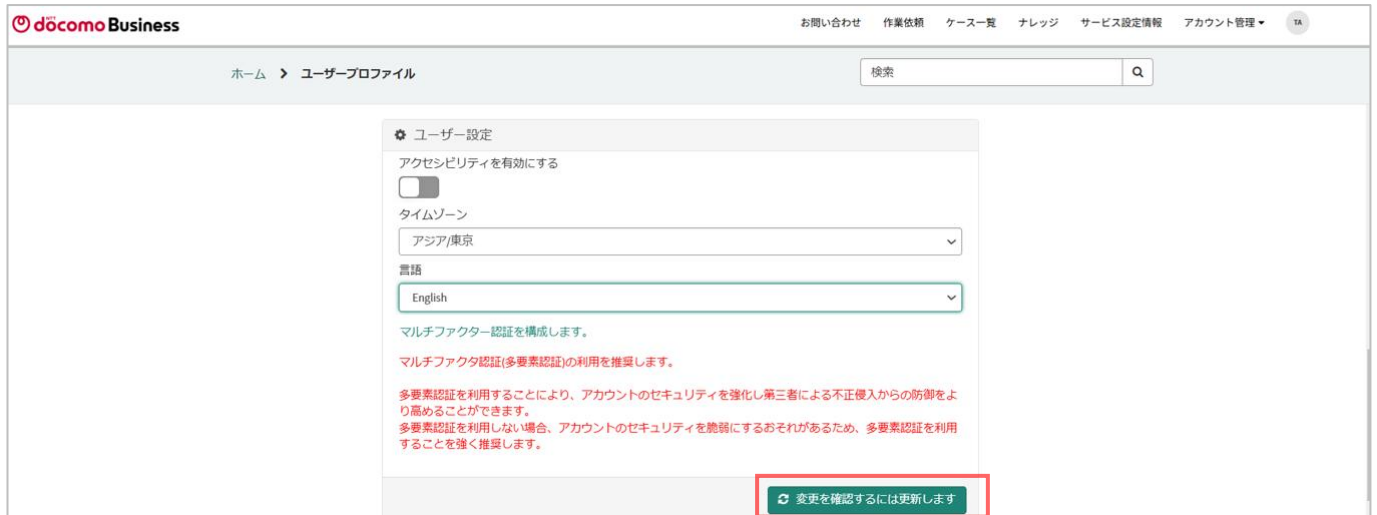 NTT
döcomo Business
お問い合わせ 作業依頼 ケース一覧 ナレッジ サービス設定情報 アカウント管理 TA
ホーム ユーザープロファイル 検索
ユーザー設定
アクセシビリティを有効にする
タイムゾーン
アジア/東京
言語
English
マルチファクター認証を構成します。
マルチファクタ認証(多要素認証)の利用を推奨します。
多要素認証を利用することにより、アカウントのセキュリティを強化し第三者による不正侵入からの防御をよ
り高めることができます。
多要素認証を利用しない場合、アカウントのセキュリティを脆弱にするおそれがあるため、多要素認証を利用
することを強く推奨します。
変更を確認するには更新します